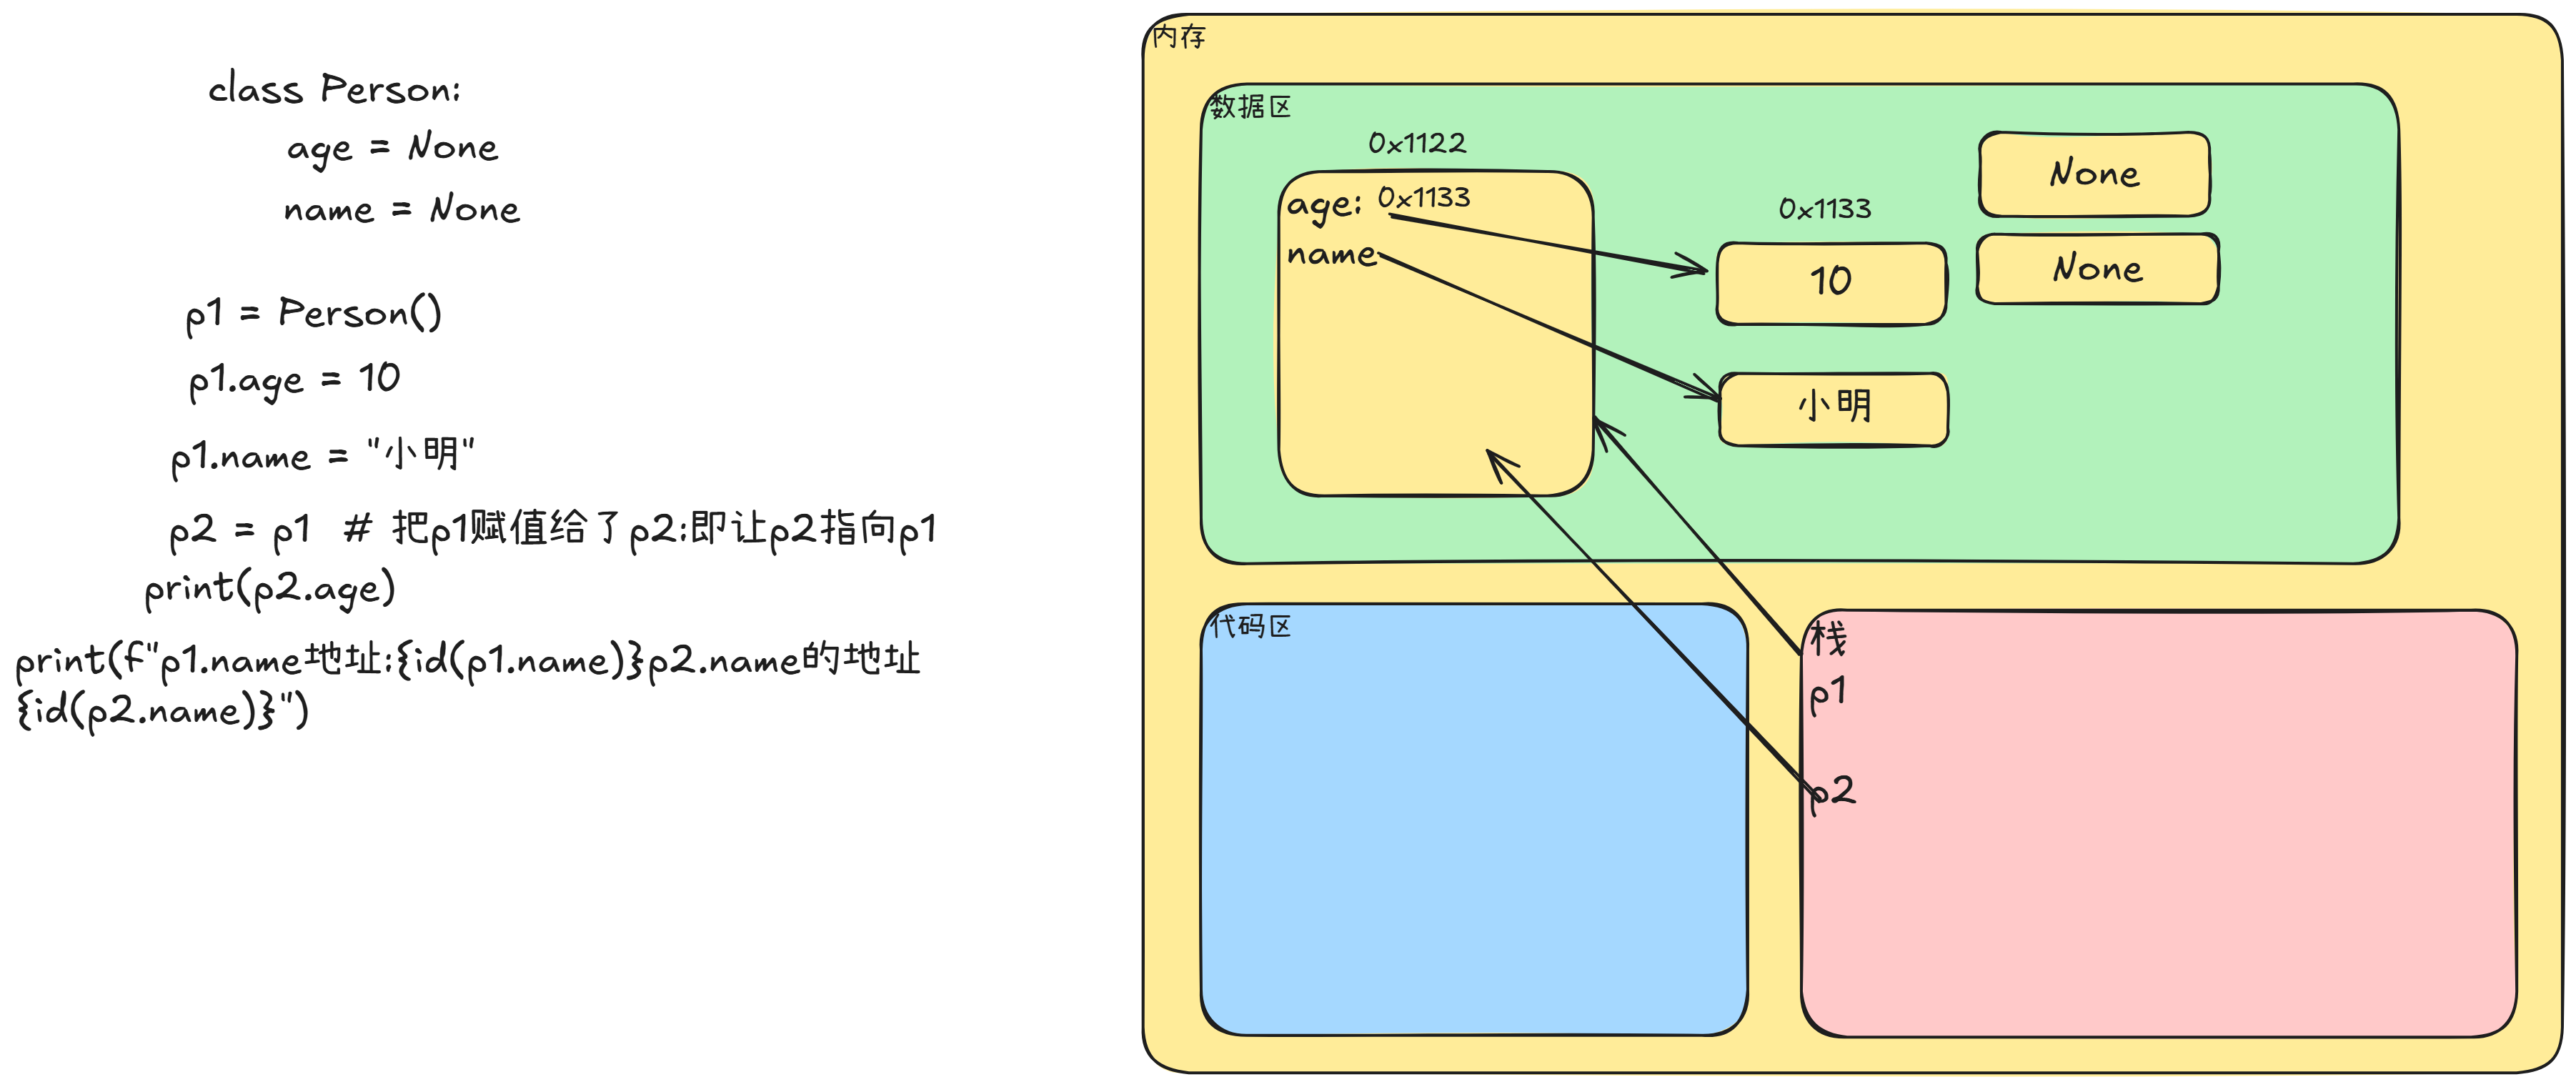 class Person:
age = None
name = None
p1 = Person()
p1.age = 10
p1.name = "小明"
p2 = p1 # 把p1赋值给了p2;即让p2指向p1
print(p2.age)
print(f"p1.name地址:{id(p1.name)}p2.name的地址
{id(p2.name)}")
内存
数据区
0x1122
age: 0x1133
name
0x1133
10
小明
None
None
代码区
栈
p1
p2